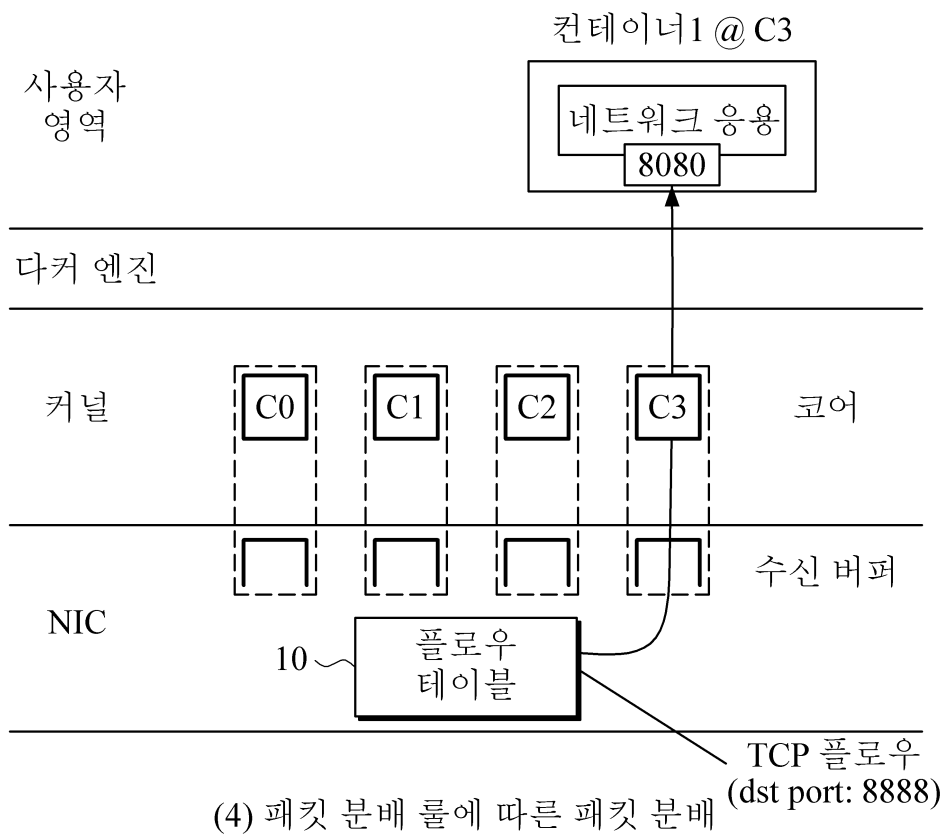 컨테이너1 @ C3
사용자
영역
네트워크 응용
8080
다커 엔진
커널
C0
C1
C2
C3
코어
수신 버퍼
NIC
10
플로우
테이블
TCP 플로우
(dst port: 8888)
(4) 패킷 분배 룰에 따른 패킷 분배